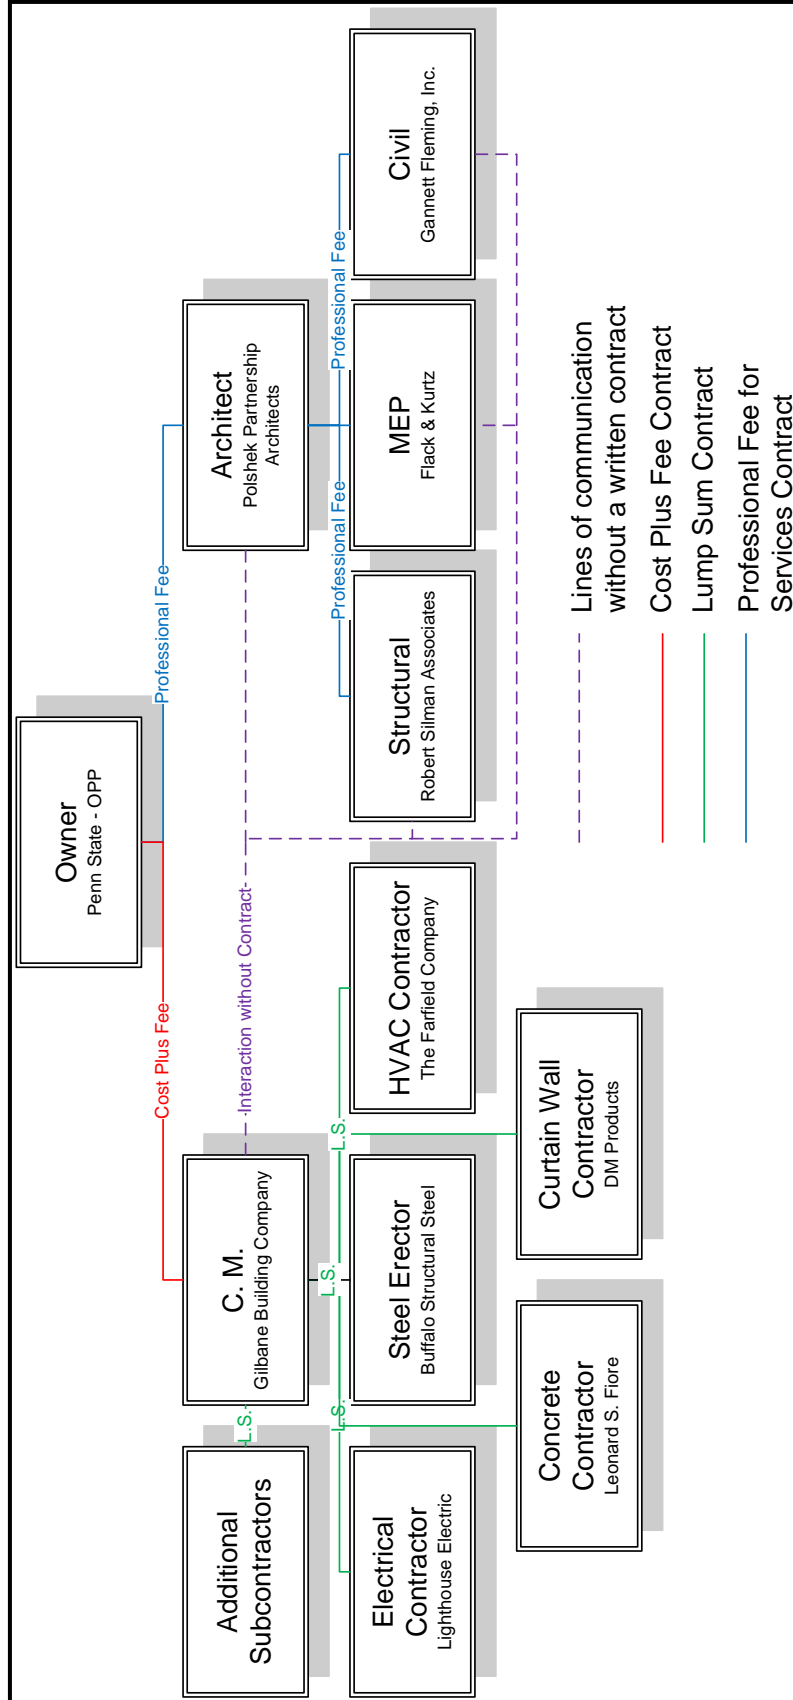 Owner
Penn State - OPP
Cost Plus Fee
Professional Fee
Additional
Subcontractors
L.S.
C. M.
Gilbane Building Company
-Interaction without Contract-
Architect
Polshek Partnership
Architects
L.S.
L.S.
L.S.
Professional Fee
Professional Fee
Electrical
Contractor
Lighthouse Electric
Steel Erector
Buffalo Structural Steel
HVAC Contractor
The Farfield Company
Structural
Robert Silman Associates
MEP
Flack & Kurtz
Civil
Gannett Fleming, Inc.
Concrete
Contractor
Leonard S. Fiore
Curtain Wall
Contractor
DM Products
Lines of communication
without a written contract
Cost Plus Fee Contract
Lump Sum Contract
Professional Fee for
Services Contract